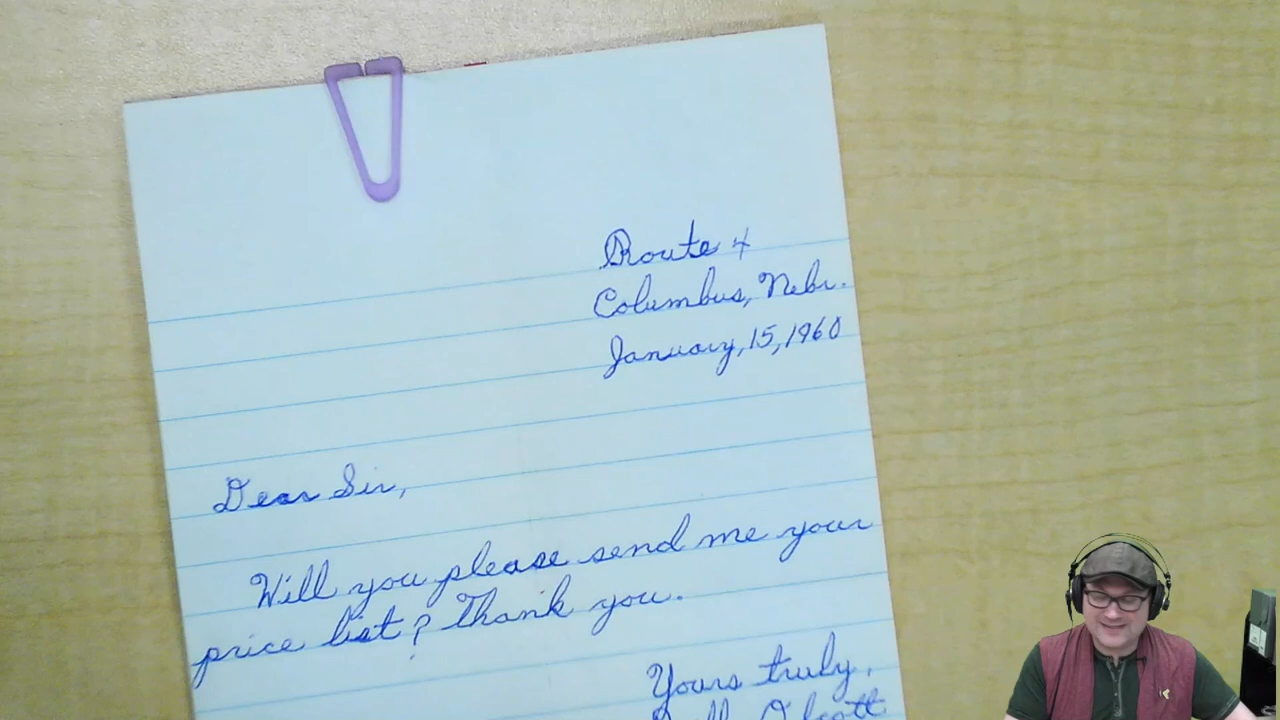 Route 4
Columbus, Nebr.
January, 15, 1960
Dear Sir,
Will you please send me your
price list? Thank you.
Yours truly,
Olcott